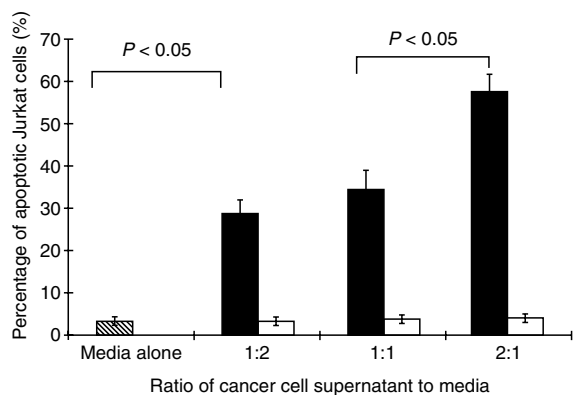 P < 0.05
P < 0.05
Percentage of apoptotic Jurkat cells (%)
70
60
50
40
30
20
10
0
Media alone
1:2
1:1
2:1
Ratio of cancer cell supernatant to media